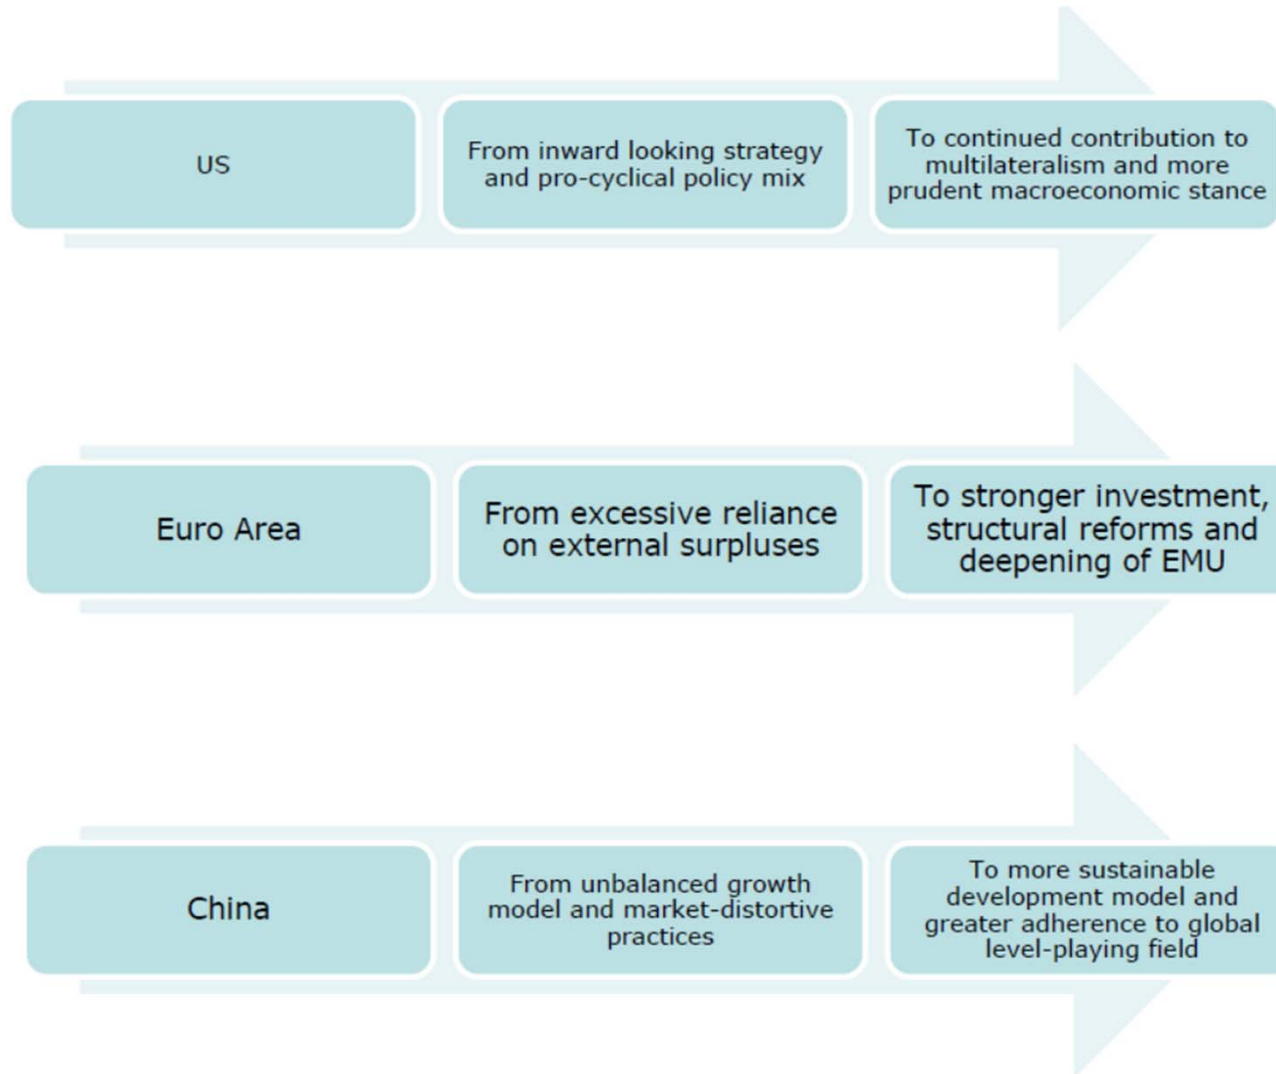 US
From inward looking strategy
and pro-cyclical policy mix
To continued contribution to
multilateralism and more
prudent macroeconomic stance
Euro Area
From excessive reliance
on external surpluses
To stronger investment,
structural reforms and
deepening of EMU
China
From unbalanced growth
model and market-distortive
practices
To more sustainable
development model and
greater adherence to global
level-playing field